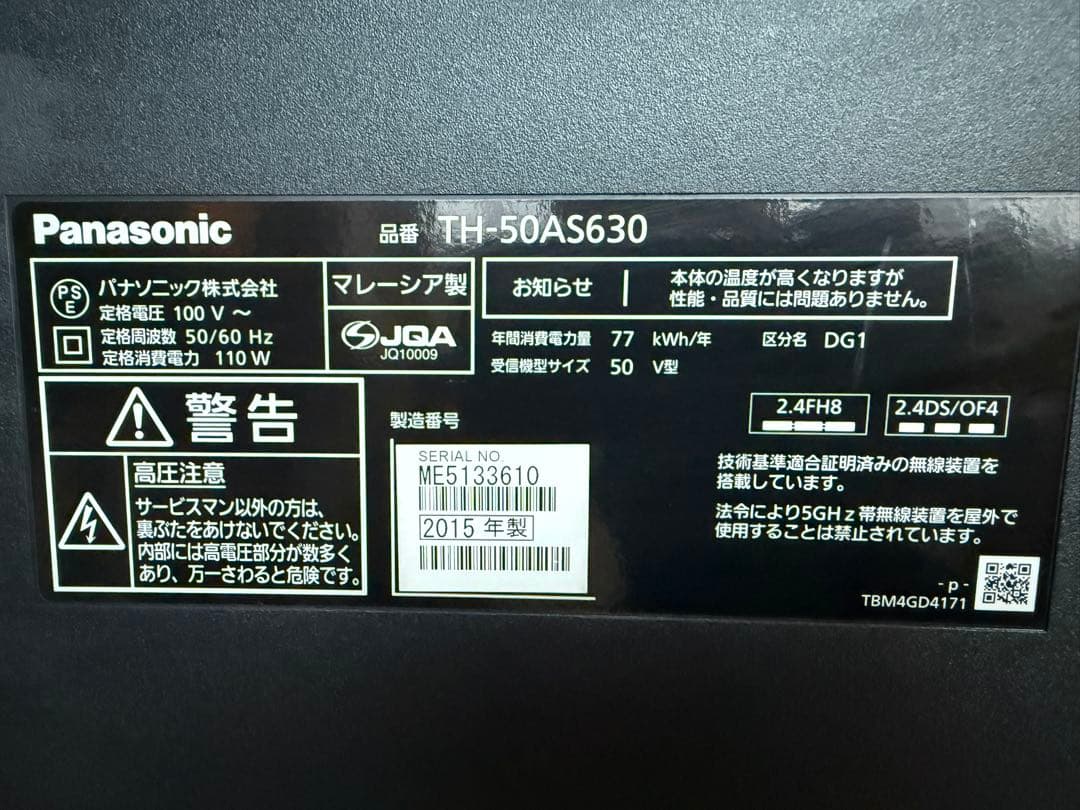 Panasonic 品番 TH-50AS630
PS
E
パナソニック株式会社
定格電圧 100 V ～
定格周波数 50/60 Hz
定格消費電力 110 W
マレーシア製
JQA
JQ10009
お知らせ
本体の温度が高くなりますが
性能・品質には問題ありません。
年間消費電力量 77 kWh/年 区分名 DG1
受信機型サイズ 50 V型
警告
高圧注意
サービスマン以外の方は、
裏ぶたをあけないでください。
内部には高電圧部分が数多く
あり、万一さわると危険です。
製造番号
SERIAL NO.
ME5133610
2015 年製
2.4FH8
2.4DS/OF4
技術基準適合証明済みの無線装置を
搭載しています。
法令により5GHｚ帯無線装置を屋外で
使用することは禁止されています。
- p -
TBM4GD4171